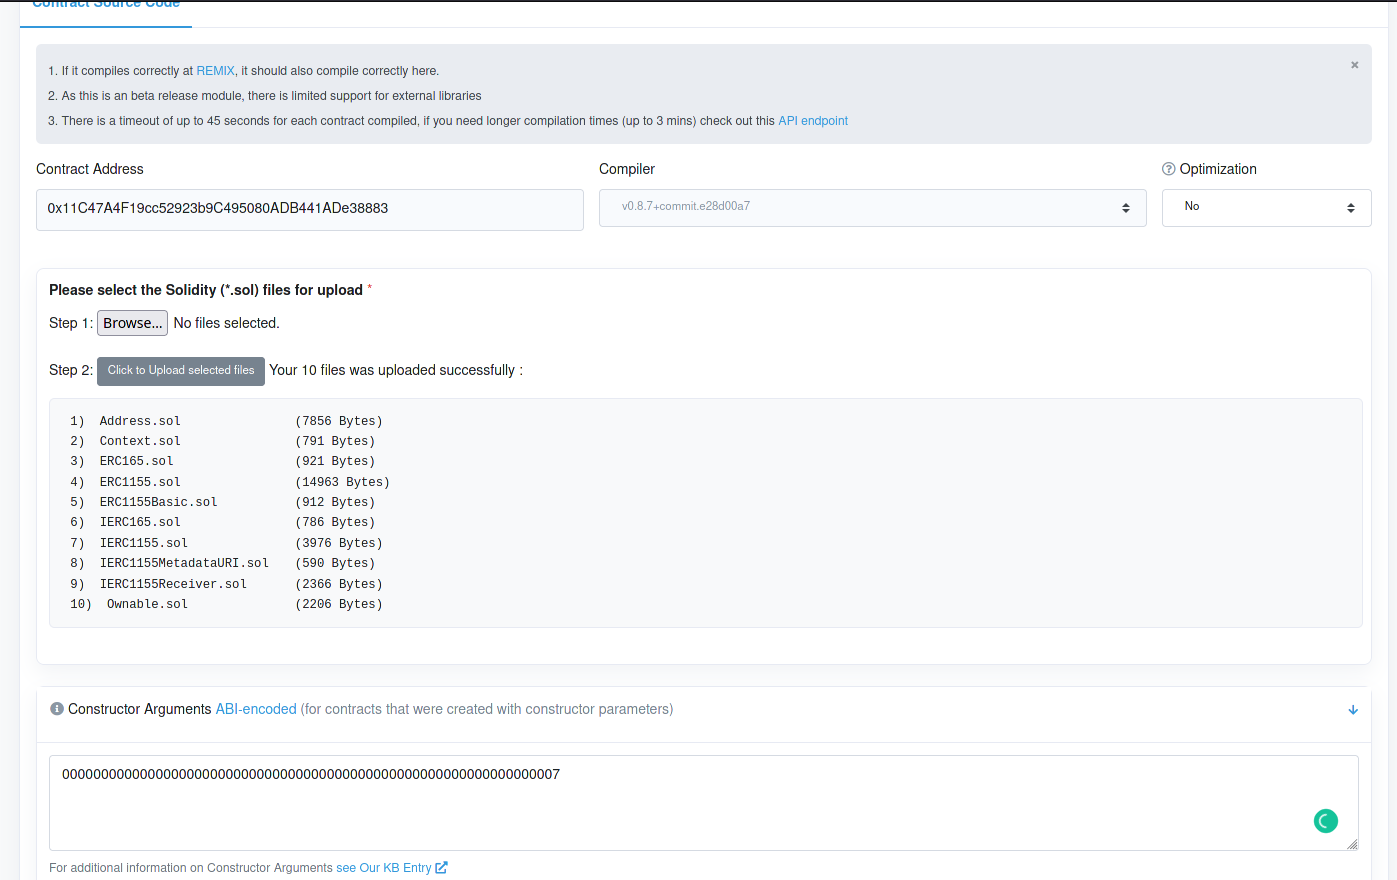 Contract Source Code
1. If it compiles correctly at REMIX, it should also compile correctly here.
×
2. As this is an beta release module, there is limited support for external libraries
3. There is a timeout of up to 45 seconds for each contract compiled, if you need longer compilation times (up to 3 mins) check out this API endpoint
Contract Address
Compiler
Optimization
0x11C47A4F19cc52923b9C495080ADB441ADe38883
v0.8.7+commit.e28d00a7
No
Please select the Solidity (*.sol) files for upload *
Step 1: Browse... No files selected.
Step 2: Click to Upload selected files Your 10 files was uploaded successfully :
1) Address.sol (7856 Bytes)
2) Context.sol (791 Bytes)
3) ERC165.sol (921 Bytes)
4) ERC1155.sol (14963 Bytes)
5) ERC1155Basic.sol (912 Bytes)
6) IERC165.sol (786 Bytes)
7) IERC1155.sol (3976 Bytes)
8) IERC1155MetadataURI.sol (590 Bytes)
9) IERC1155Receiver.sol (2366 Bytes)
10) Ownable.sol (2206 Bytes)
Constructor Arguments ABI-encoded (for contracts that were created with constructor parameters)
0000000000000000000000000000000000000000000000000000000000000007
For additional information on Constructor Arguments see Our KB Entry